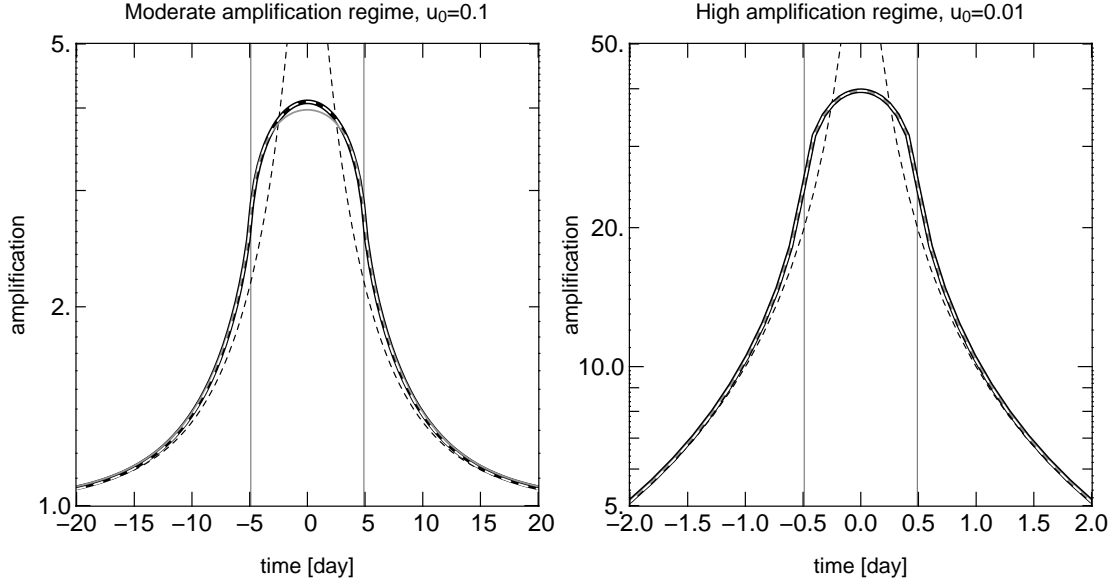 Moderate amplification regime, u₀=0.1
5.
2.
1.0
amplification
−20 −15 −10 −5 0 5 10 15 20
time [day]
High amplification regime, u₀=0.01
50.
20.
10.0
5.
amplification
−2.0 −1.5 −1.0 −0.5 0.0 0.5 1.0 1.5 2.0
time [day]